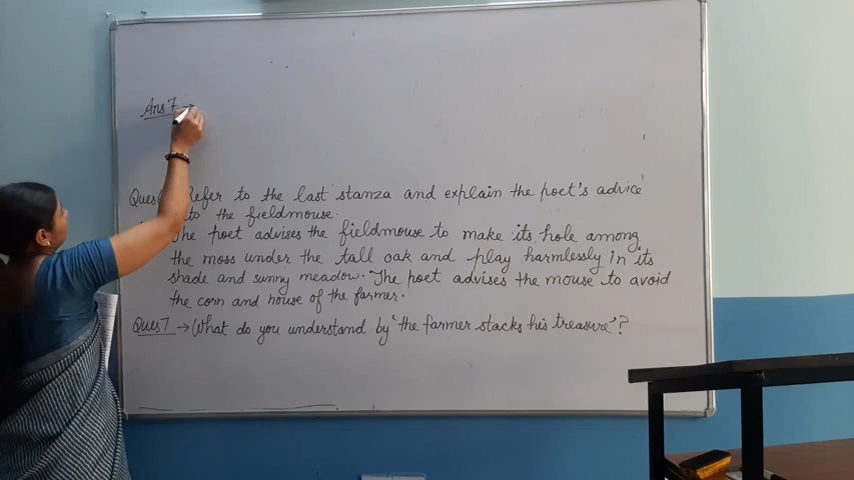 Ans 7 →
Ques Refer to the last stanza and explain the poet's advice
to the fieldmouse.
The poet advises the fieldmouse to make its hole among
the moss under the tall oak and play harmlessly in its
shade and sunny meadow. The poet advises the mouse to avoid
the corn and house of the farmer.
Ques 7 → What do you understand by 'the farmer stacks his treasure'?